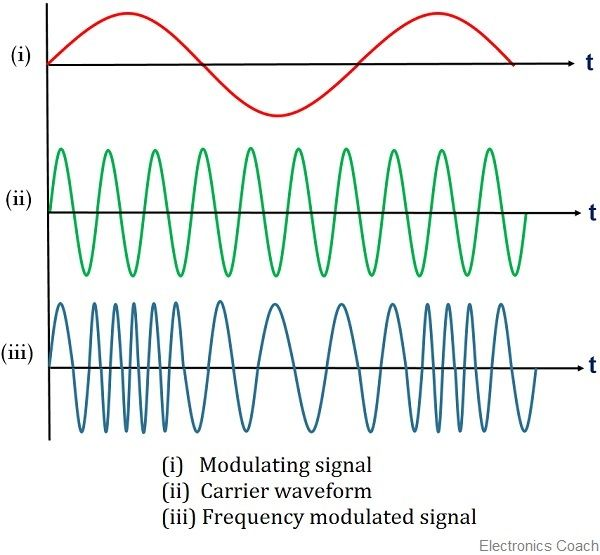 (i)
t
(ii)
t
(iii)
t
(i) Modulating signal
(ii) Carrier waveform
(iii) Frequency modulated signal
Electronics Coach